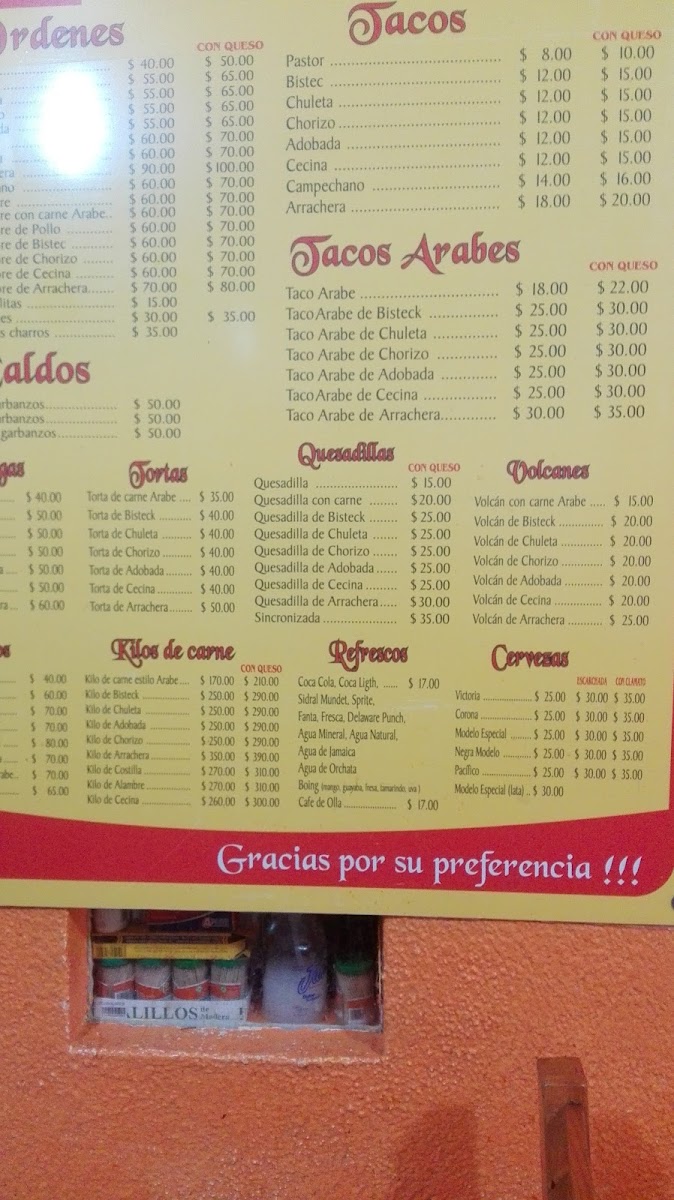 Ordenes
CON QUESO
$ 40.00 $ 50.00
$ 55.00 $ 65.00
$ 55.00 $ 65.00
$ 55.00 $ 65.00
$ 55.00 $ 65.00
$ 60.00 $ 70.00
$ 60.00 $ 70.00
$ 90.00 $100.00
$ 60.00 $ 70.00
re $ 60.00 $ 70.00
re con carne Arabe.. $ 60.00 $ 70.00
re de Pollo $ 60.00 $ 70.00
re de Bistec $ 60.00 $ 70.00
re de Chorizo $ 60.00 $ 70.00
re de Cecina $ 60.00 $ 70.00
re de Arrachera....... $ 70.00 $ 80.00
litas $ 15.00
es $ 30.00 $ 35.00
s charros $ 35.00
Caldos
garbanzos $ 50.00
garbanzos $ 50.00
garbanzos $ 50.00
Tacos
CON QUESO
Pastor $ 8.00 $ 10.00
Bistec $ 12.00 $ 15.00
Chuleta $ 12.00 $ 15.00
Chorizo $ 12.00 $ 15.00
Adobada $ 12.00 $ 15.00
Cecina $ 12.00 $ 15.00
Campechano $ 14.00 $ 16.00
Arrachera $ 18.00 $ 20.00
Tacos Arabes
CON QUESO
Taco Arabe $ 18.00 $ 22.00
Taco Arabe de Bisteck $ 25.00 $ 30.00
Taco Arabe de Chuleta $ 25.00 $ 30.00
Taco Arabe de Chorizo $ 25.00 $ 30.00
Taco Arabe de Adobada $ 25.00 $ 30.00
Taco Arabe de Cecina $ 25.00 $ 30.00
Taco Arabe de Arrachera $ 30.00 $ 35.00
gas
$ 40.00
$ 50.00
$ 50.00
$ 50.00
$ 50.00
$ 50.00
ra... $ 60.00
Tortas
Torta de carne Arabe $ 35.00
Torta de Bisteck $ 40.00
Torta de Chuleta $ 40.00
Torta de Chorizo $ 40.00
Torta de Adobada $ 40.00
Torta de Cecina $ 40.00
Torta de Arrachera $ 50.00
Quesadillas
CON QUESO
Quesadilla $ 15.00
Quesadilla con carne $20.00
Quesadilla de Bisteck $ 25.00
Quesadilla de Chuleta $ 25.00
Quesadilla de Chorizo $ 25.00
Quesadilla de Adobada $ 25.00
Quesadilla de Cecina $ 25.00
Quesadilla de Arrachera $30.00
Sincronizada $ 35.00
Volcanes
Volcán con carne Arabe $ 15.00
Volcán de Bisteck $ 20.00
Volcán de Chuleta $ 20.00
Volcán de Chorizo $ 20.00
Volcán de Adobada $ 20.00
Volcán de Cecina $ 20.00
Volcán de Arrachera $ 25.00
os
$ 40.00
$ 60.00
$ 70.00
$ 70.00
$ 80.00
$ 70.00
abe.. $ 70.00
$ 65.00
Kilos de carne
CON QUESO
Kilo de carne estilo Arabe $ 170.00 $ 210.00
Kilo de Bisteck $ 250.00 $ 290.00
Kilo de Chuleta $ 250.00 $ 290.00
Kilo de Adobada $ 250.00 $ 290.00
Kilo de Chorizo $ 250.00 $ 290.00
Kilo de Arrachera $ 350.00 $ 390.00
Kilo de Costilla $ 270.00 $ 310.00
Kilo de Alambre $ 270.00 $ 310.00
Kilo de Cecina $ 260.00 $ 300.00
Refrescos
Coca Cola, Coca Ligth, ...... $ 17.00
Sidral Mundet, Sprite,
Fanta, Fresca, Delaware Punch,
Agua Mineral, Agua Natural,
Agua de Jamaica
Agua de Orchata
Boing (mango, guayaba, fresa, tamarindo, uva)
Cafe de Olla $ 17.00
Cervezas
ESCARCHADA CON CLAMATO
Victoria $ 25.00 $ 30.00 $ 35.00
Corona $ 25.00 $ 30.00 $ 35.00
Modelo Especial $ 25.00 $ 30.00 $ 35.00
Negra Modelo $ 25.00 $ 30.00 $ 35.00
Pacífico $ 25.00 $ 30.00 $ 35.00
Modelo Especial (lata) .. $ 30.00
Gracias por su preferencia !!!
LILLOS de Madera